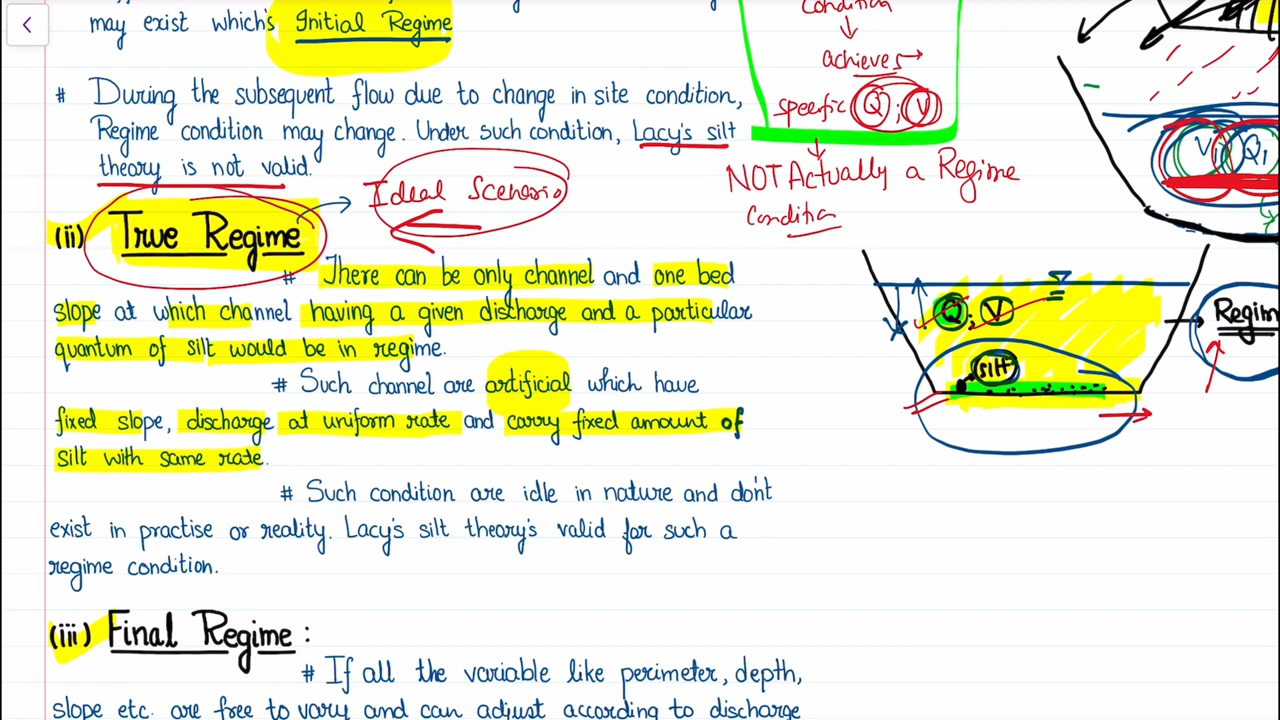 may exist which's Initial Regime
# During the subsequent flow due to change in site condition,
Regime condition may change. Under such condition, Lacy's silt
theory is not valid.
(ii) True Regime
Ideal Scenario
# There can be only channel and one bed
slope at which channel having a given discharge and a particular
quantum of silt would be in regime.
# Such channel are artificial which have
fixed slope, discharge at uniform rate and carry fixed amount of
silt with same rate.
# Such condition are idle in nature and don't
exist in practise or reality. Lacy's silt theory's valid for such a
regime condition.
(iii) Final Regime :
# If all the variable like perimeter, depth,
slope etc. are free to vary and can adjust according to discharge
Condition
achieves
specific Q ; V
NOT Actually a Regime
Condition
V1 Q1
Q ; V
silt
Regim